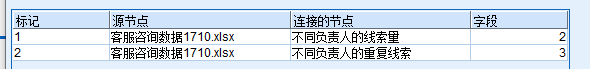 标记 源节点 连接的节点 字段
1 客服咨询数据1710.xlsx 不同负责人的线索量 2
2 客服咨询数据1710.xlsx 不同负责人的重复线索 3